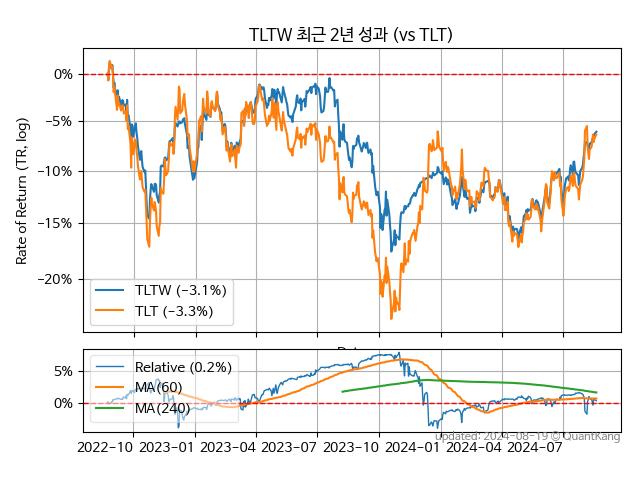 TLTW 최근 2년 성과 (vs TLT)
Rate of Return (TR, log)
0%
−5%
−10%
−15%
−20%
TLTW (−3.1%)
TLT (−3.3%)
5%
0%
Relative (0.2%)
MA(60)
MA(240)
2022-10 2023-01 2023-04 2023-07 2023-10 2024-01 2024-04 2024-07
Updated: 2024-08-19 © QuantKang